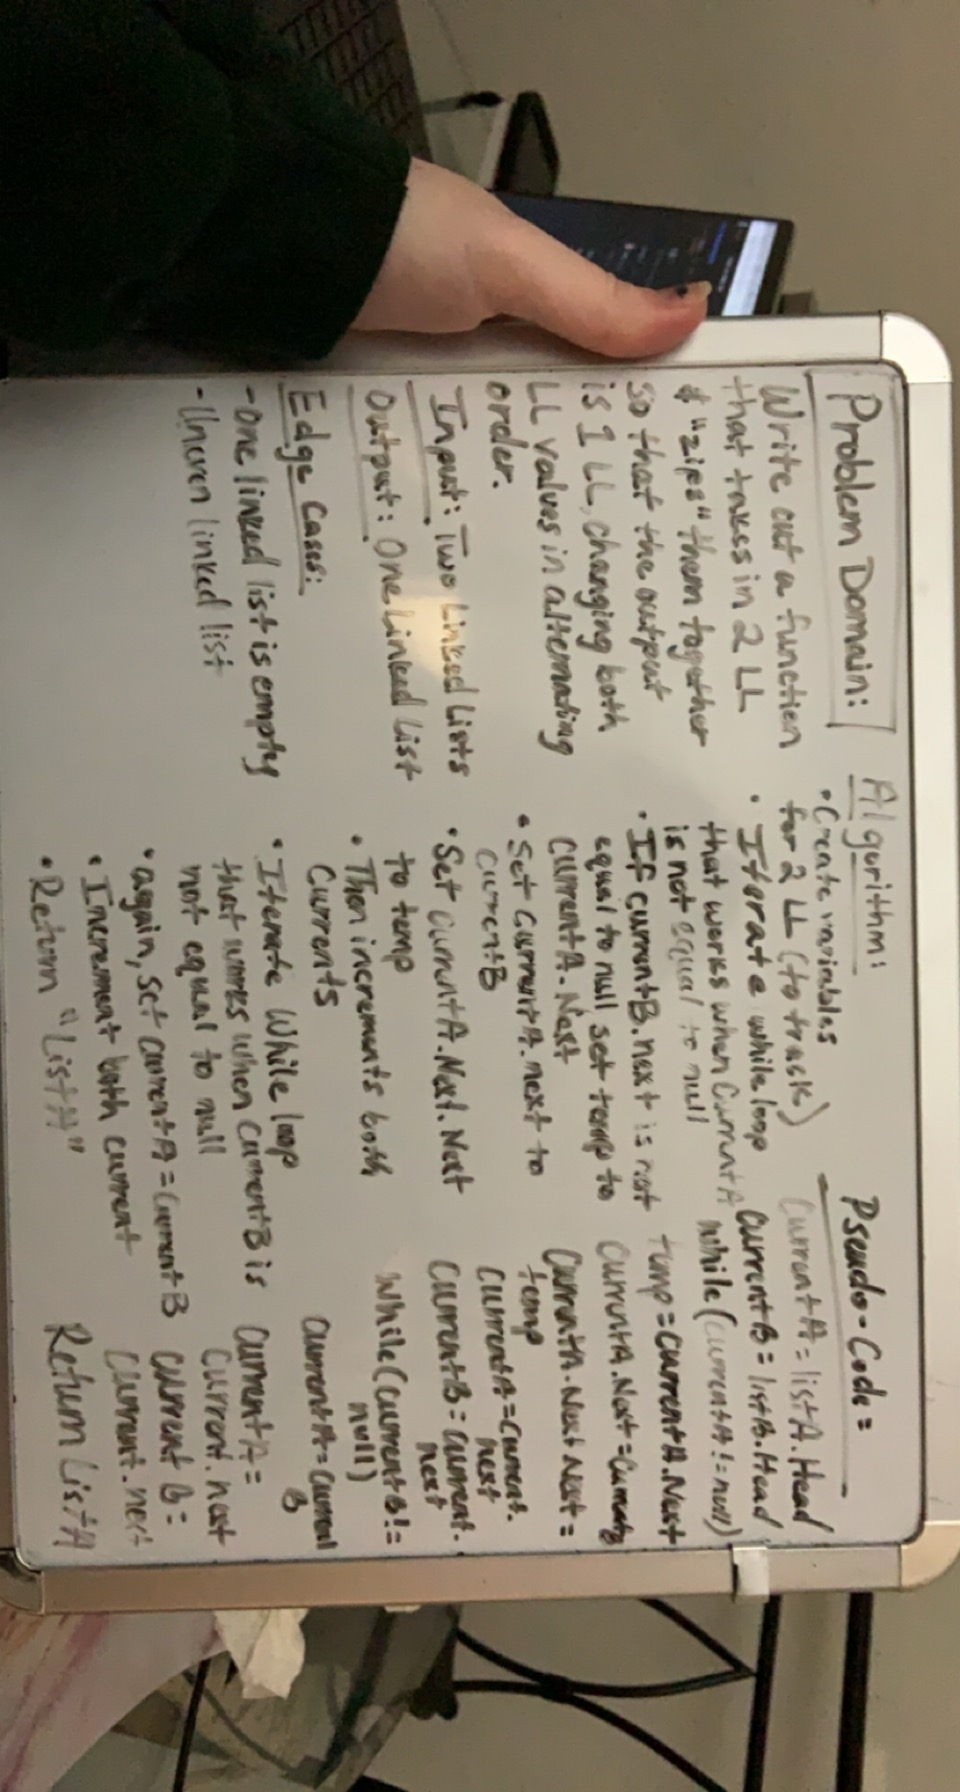 Problem Domain:
Write out a function
that takes in 2 LL
& "zips" them together
so that the output
is 1 LL, changing both
LL values in alternating
order.
Input: Two Linked Lists
Output: One Linked List
Edge Cases:
- One linked list is empty
- Uneven linked list
Algorithm:
• Create variables
for 2 LL (to track)
• Iterate while loop
that works when CurrentA
is not equal to null
• If currentB.next is not
equal to null set temp to
currentA.Next
• Set CurrentA.next to
currentB
• Set currentA.Next.Next
to temp
• Then increments both
Currents
• Iterate While loop
that works when CurrentB is
not equal to null
• again, set currentA = CurrentB
• Increment both current
• Return "ListA"
Pseudo-Code =
CurrentA = listA.Head
CurrentB = listB.Head
while (currentA != null)
temp = CurrentA.Next
CurrentA.Next = CurrentB
CurrentA.Next.Next =
temp
CurrentA = Current.
next
CurrentB = current.
next
While (CurrentB !=
null)
CurrentA = Current
B
CurrentA =
Current.next
Current B =
Current.next
Return ListA